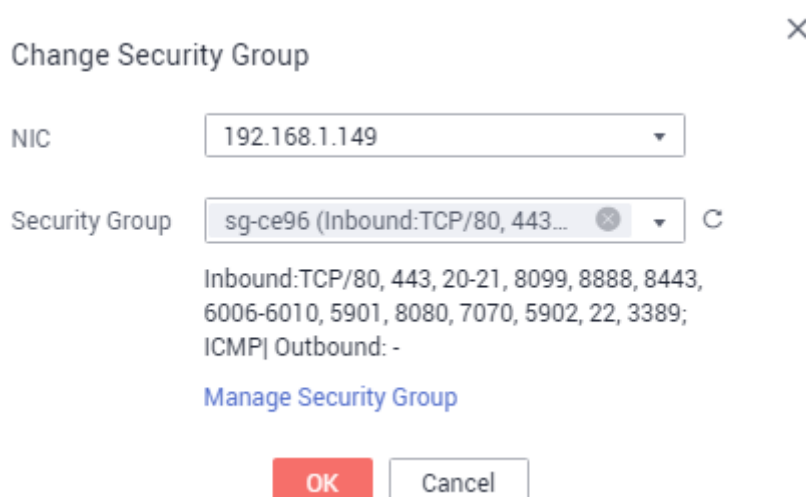 Change Security Group
NIC
192.168.1.149
Security Group
sg-ce96 (Inbound:TCP/80, 443...
Inbound:TCP/80, 443, 20-21, 8099, 8888, 8443,
6006-6010, 5901, 8080, 7070, 5902, 22, 3389;
ICMP| Outbound: -
Manage Security Group
OK
Cancel